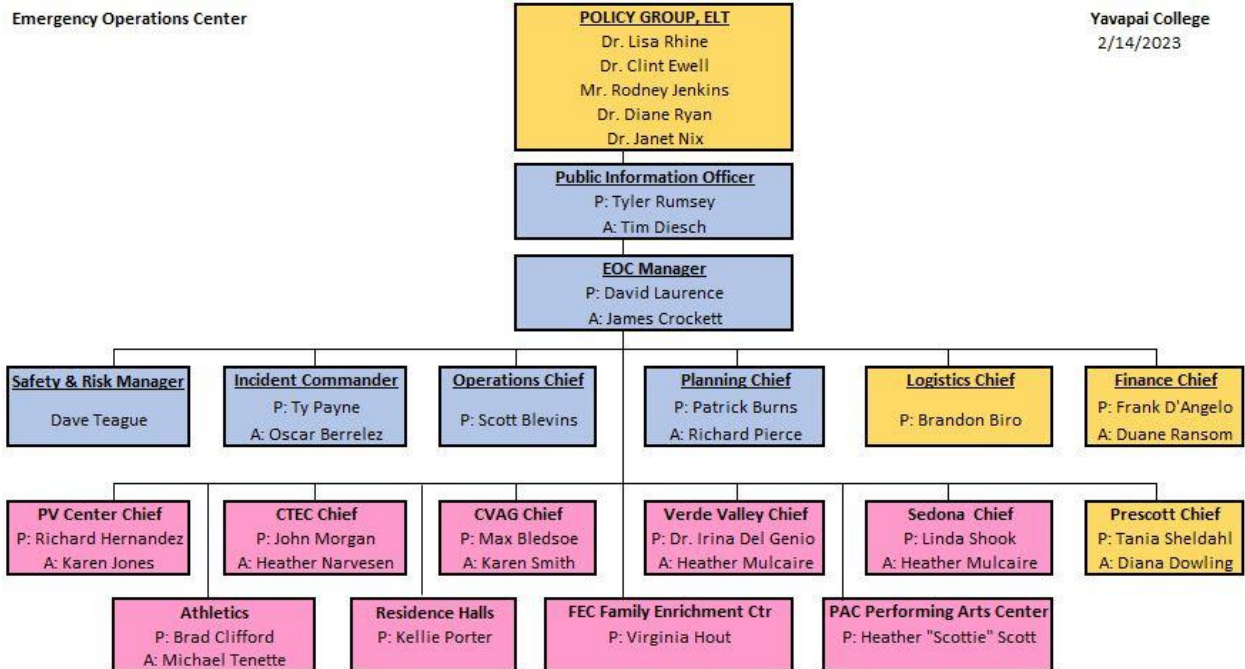 Emergency Operations Center
Yavapai College
2/14/2023
POLICY GROUP, ELT
Dr. Lisa Rhine
Dr. Clint Ewell
Mr. Rodney Jenkins
Dr. Diane Ryan
Dr. Janet Nix
Public Information Officer
P: Tyler Rumsey
A: Tim Diesch
EOC Manager
P: David Laurence
A: James Crockett
Safety & Risk Manager
Dave Teague
Incident Commander
P: Ty Payne
A: Oscar Berrelez
Operations Chief
P: Scott Blevins
Planning Chief
P: Patrick Burns
A: Richard Pierce
Logistics Chief
P: Brandon Biro
Finance Chief
P: Frank D'Angelo
A: Duane Ransom
PV Center Chief
P: Richard Hernandez
A: Karen Jones
CTEC Chief
P: John Morgan
A: Heather Narvesen
CVAG Chief
P: Max Bledsoe
A: Karen Smith
Verde Valley Chief
P: Dr. Irina Del Genio
A: Heather Mulcaire
Sedona Chief
P: Linda Shook
A: Heather Mulcaire
Prescott Chief
P: Tania Sheldahl
A: Diana Dowling
Athletics
P: Brad Clifford
A: Michael Tenette
Residence Halls
P: Kellie Porter
FEC Family Enrichment Ctr
P: Virginia Hout
PAC Performing Arts Center
P: Heather "Scottie" Scott